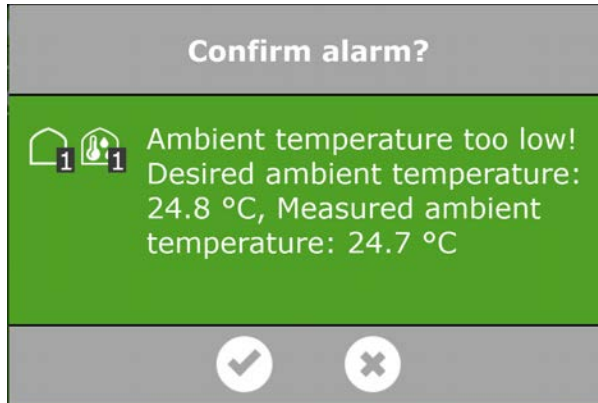 Confirm alarm?
1 1 Ambient temperature too low!
Desired ambient temperature:
24.8 °C, Measured ambient
temperature: 24.7 °C